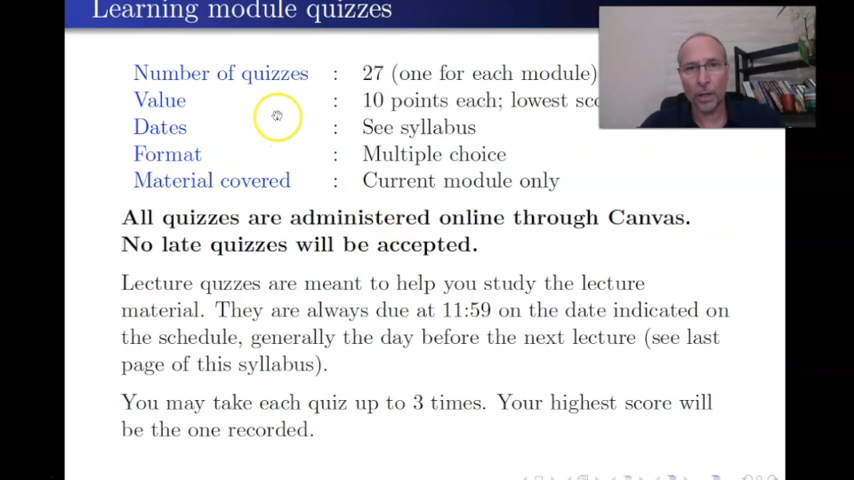 Learning module quizzes
Number of quizzes : 27 (one for each module)
Value : 10 points each; lowest
Dates : See syllabus
Format : Multiple choice
Material covered : Current module only
All quizzes are administered online through Canvas.
No late quizzes will be accepted.
Lecture quzzes are meant to help you study the lecture
material. They are always due at 11:59 on the date indicated on
the schedule, generally the day before the next lecture (see last
page of this syllabus).
You may take each quiz up to 3 times. Your highest score will
be the one recorded.